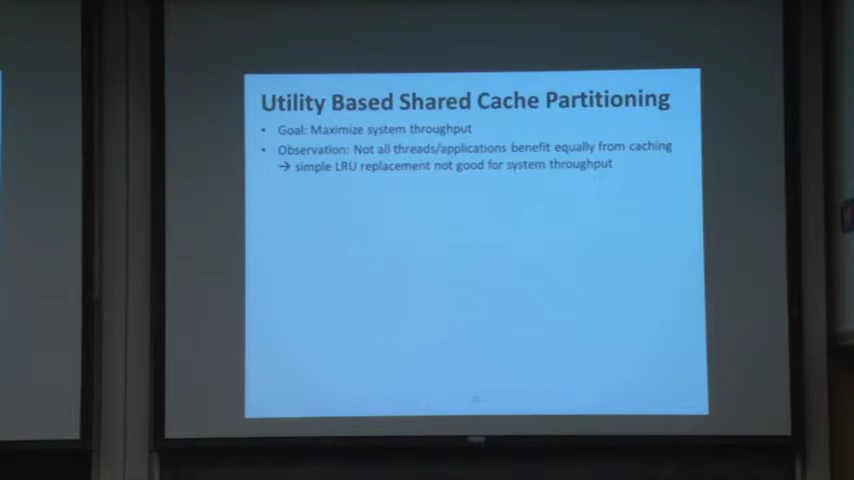 Utility Based Shared Cache Partitioning
• Goal: Maximize system throughput
• Observation: Not all threads/applications benefit equally from caching
→ simple LRU replacement not good for system throughput